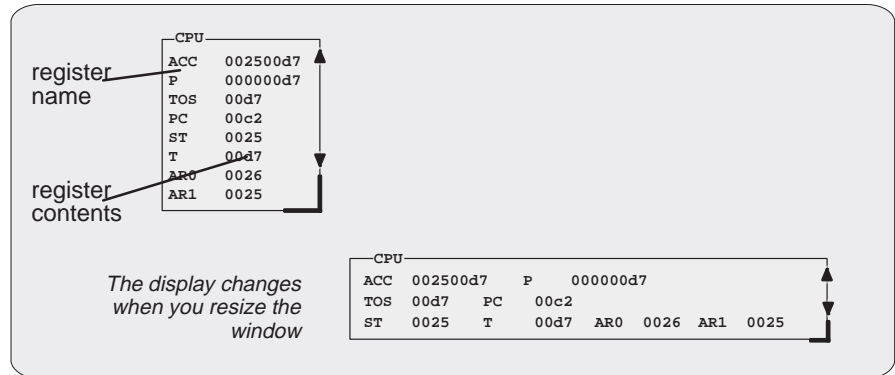 CPU
ACC 002500d7
P 000000d7
TOS 00d7
PC 00c2
ST 0025
T 00d7
AR0 0026
AR1 0025
register
name
register
contents
The display changes
when you resize the
window
CPU
ACC 002500d7 P 000000d7
TOS 00d7 PC 00c2
ST 0025 T 00d7 AR0 0026 AR1 0025